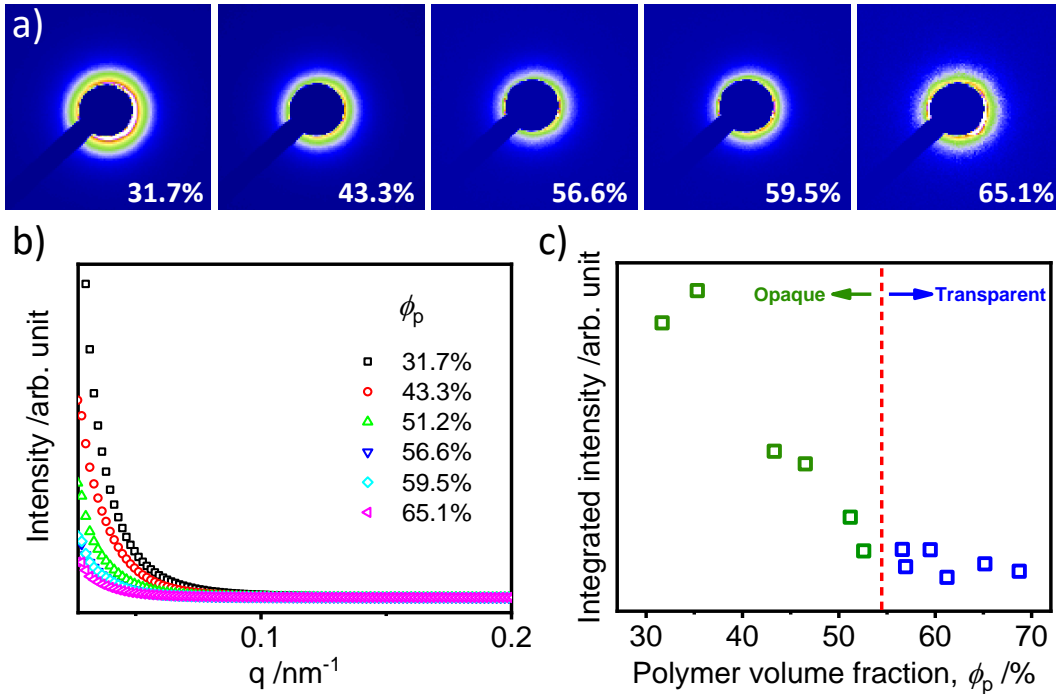 a)
31.7%
43.3%
56.6%
59.5%
65.1%
b)
Intensity /arb. unit
ϕp
31.7%
43.3%
51.2%
56.6%
59.5%
65.1%
0.1
0.2
q /nm⁻¹
c)
Integrated intensity /arb. unit
Opaque
Transparent
30
40
50
60
70
Polymer volume fraction, ϕp /%